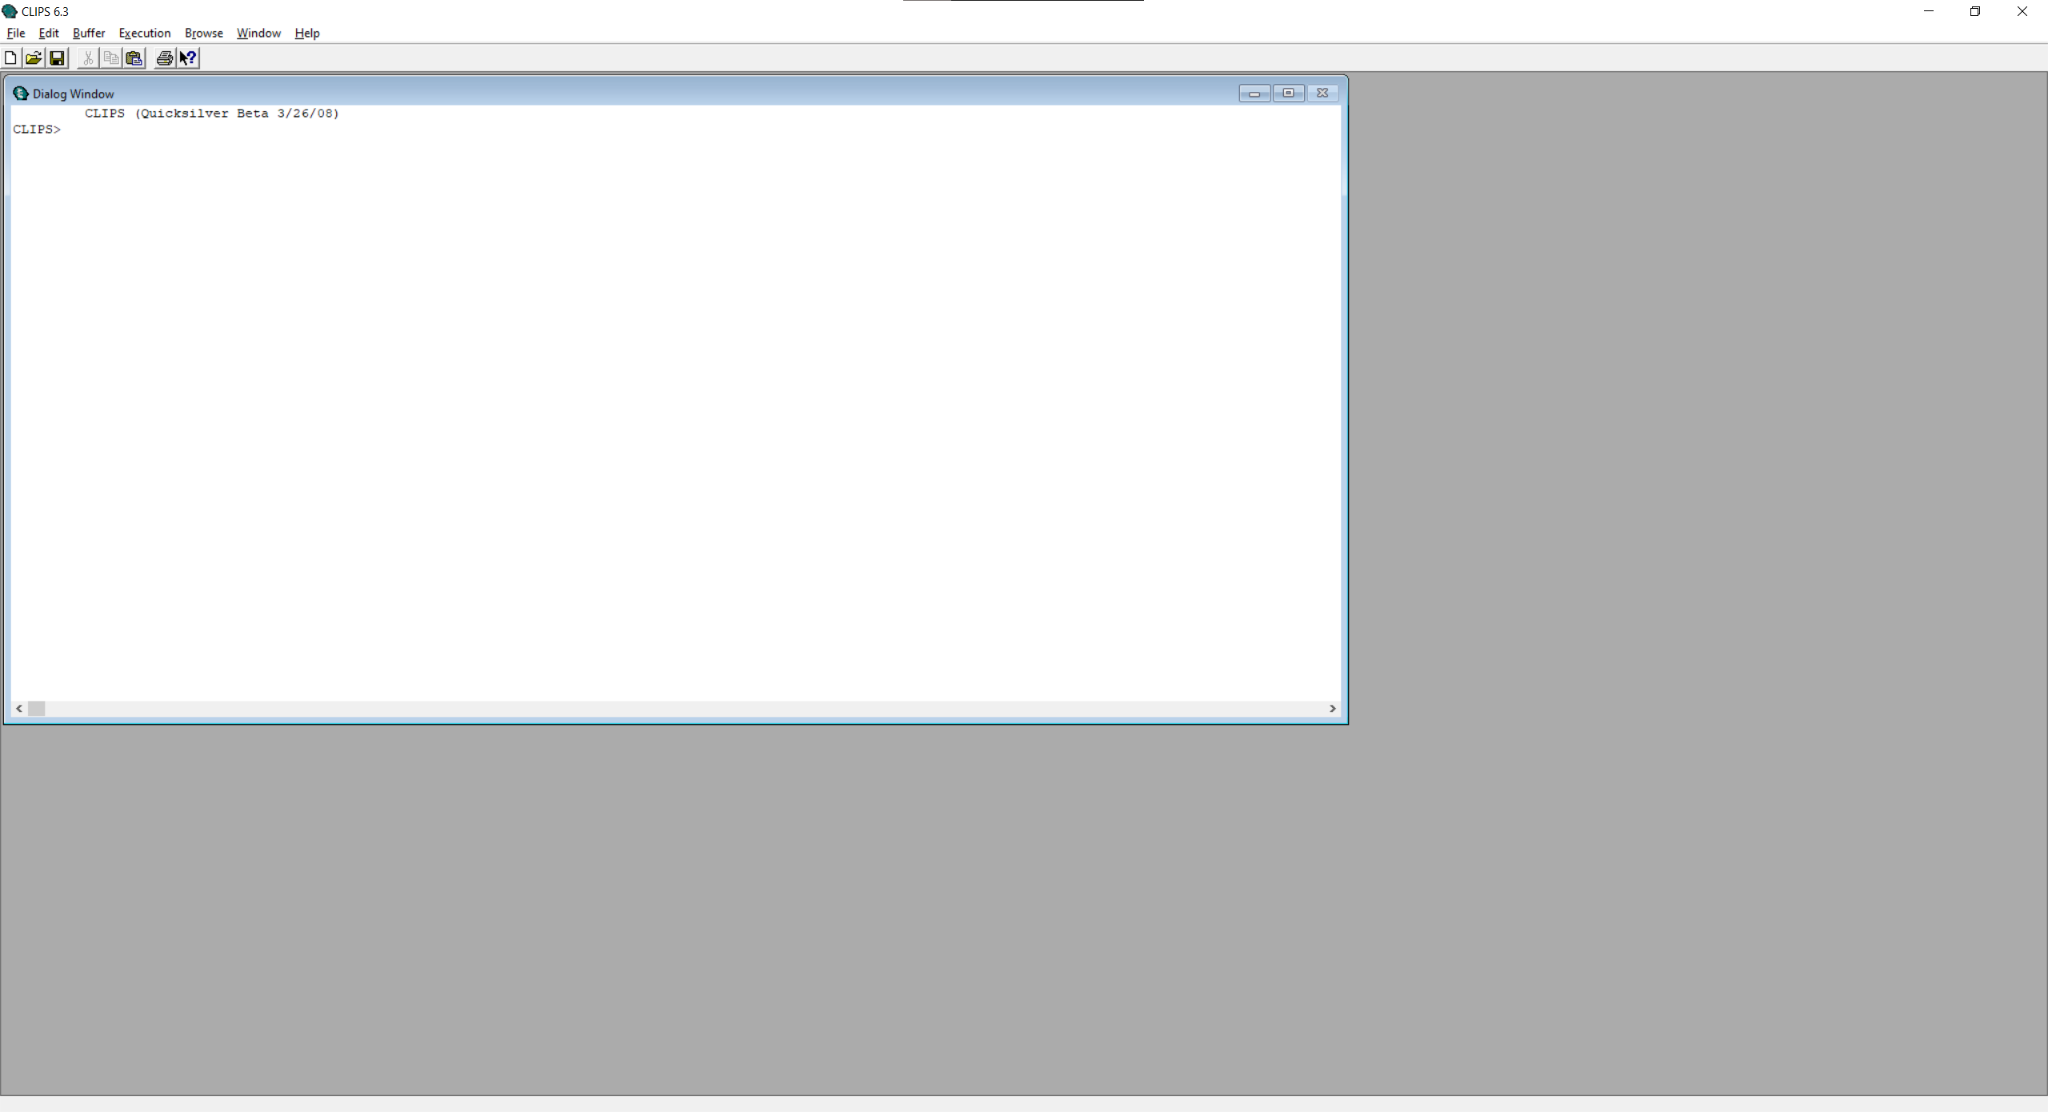 CLIPS 6.3
File Edit Buffer Execution Browse Window Help
Dialog Window
CLIPS (Quicksilver Beta 3/26/08)
CLIPS>